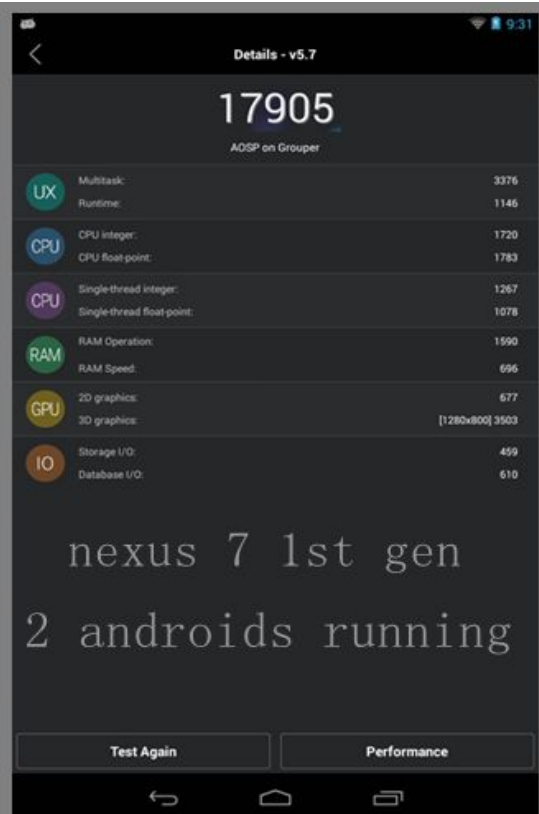 9:31
Details - v5.7
17905
AOSP on Grouper
UX
Multitask: 3376
Runtime: 1146
CPU
CPU integer: 1720
CPU float-point: 1783
CPU
Single-thread integer: 1267
Single-thread float-point: 1078
RAM
RAM Operation: 1590
RAM Speed: 696
GPU
2D graphics: 677
3D graphics: [1280x800] 3503
IO
Storage I/O: 459
Database I/O: 610
nexus 7 1st gen
2 androids running
Test Again Performance